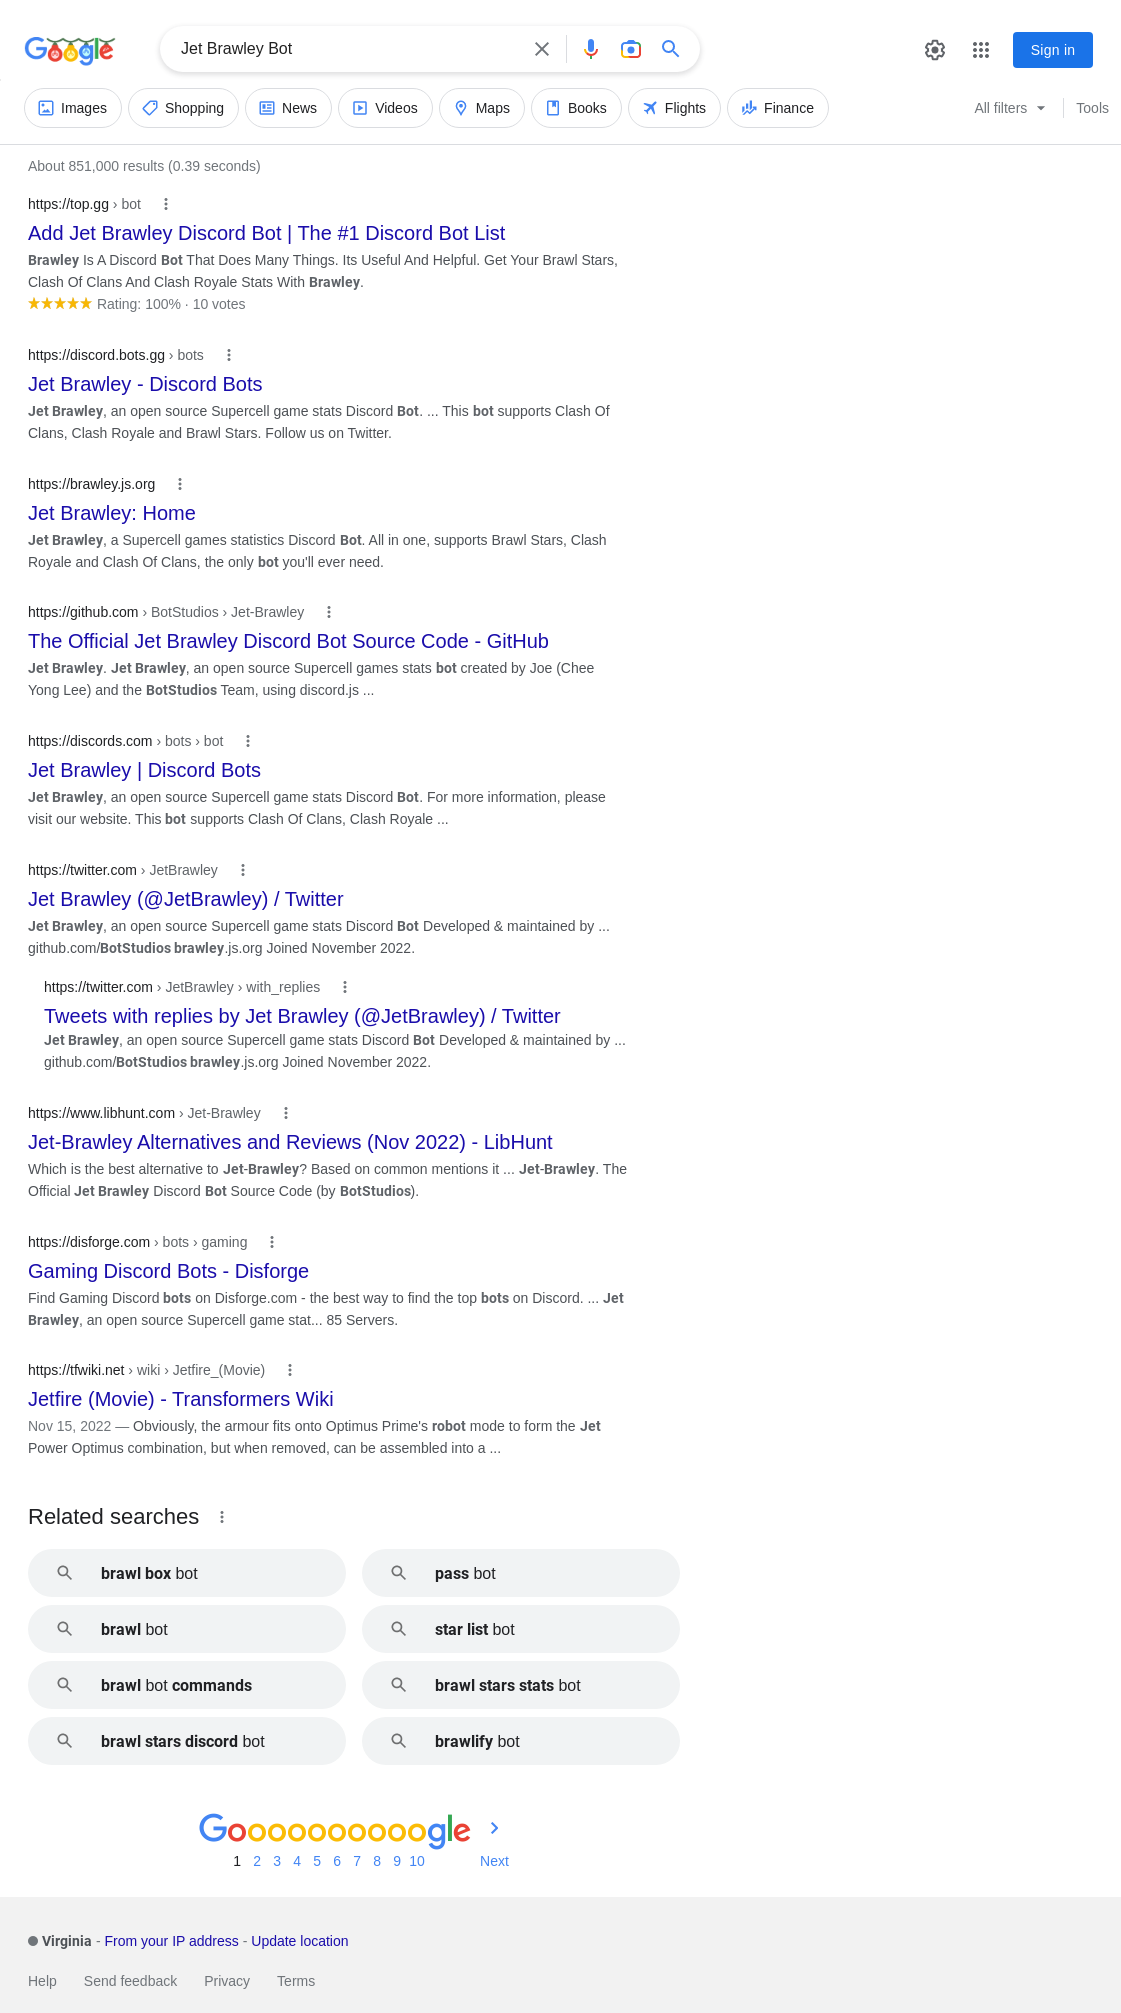 Google
Jet Brawley Bot
Sign in
Images
Shopping
News
Videos
Maps
Books
Flights
Finance
All filters
Tools
About 851,000 results (0.39 seconds)
https://top.gg › bot
Add Jet Brawley Discord Bot | The #1 Discord Bot List
Brawley Is A Discord Bot That Does Many Things. Its Useful And Helpful. Get Your Brawl Stars,
Clash Of Clans And Clash Royale Stats With Brawley.
Rating: 100% · 10 votes
https://discord.bots.gg › bots
Jet Brawley - Discord Bots
Jet Brawley, an open source Supercell game stats Discord Bot. ... This bot supports Clash Of
Clans, Clash Royale and Brawl Stars. Follow us on Twitter.
https://brawley.js.org
Jet Brawley: Home
Jet Brawley, a Supercell games statistics Discord Bot. All in one, supports Brawl Stars, Clash
Royale and Clash Of Clans, the only bot you'll ever need.
https://github.com › BotStudios › Jet-Brawley
The Official Jet Brawley Discord Bot Source Code - GitHub
Jet Brawley. Jet Brawley, an open source Supercell games stats bot created by Joe (Chee
Yong Lee) and the BotStudios Team, using discord.js ...
https://discords.com › bots › bot
Jet Brawley | Discord Bots
Jet Brawley, an open source Supercell game stats Discord Bot. For more information, please
visit our website. This bot supports Clash Of Clans, Clash Royale ...
https://twitter.com › JetBrawley
Jet Brawley (@JetBrawley) / Twitter
Jet Brawley, an open source Supercell game stats Discord Bot Developed & maintained by ...
github.com/BotStudios brawley.js.org Joined November 2022.
https://twitter.com › JetBrawley › with_replies
Tweets with replies by Jet Brawley (@JetBrawley) / Twitter
Jet Brawley, an open source Supercell game stats Discord Bot Developed & maintained by ...
github.com/BotStudios brawley.js.org Joined November 2022.
https://www.libhunt.com › Jet-Brawley
Jet-Brawley Alternatives and Reviews (Nov 2022) - LibHunt
Which is the best alternative to Jet-Brawley? Based on common mentions it ... Jet-Brawley. The
Official Jet Brawley Discord Bot Source Code (by BotStudios).
https://disforge.com › bots › gaming
Gaming Discord Bots - Disforge
Find Gaming Discord bots on Disforge.com - the best way to find the top bots on Discord. ... Jet
Brawley, an open source Supercell game stat... 85 Servers.
https://tfwiki.net › wiki › Jetfire_(Movie)
Jetfire (Movie) - Transformers Wiki
Nov 15, 2022 — Obviously, the armour fits onto Optimus Prime's robot mode to form the Jet
Power Optimus combination, but when removed, can be assembled into a ...
Related searches
brawl box bot
pass bot
brawl bot
star list bot
brawl bot commands
brawl stars stats bot
brawl stars discord bot
brawlify bot
Goooooooooogle
1 2 3 4 5 6 7 8 9 10 Next
Virginia - From your IP address - Update location
Help Send feedback Privacy Terms